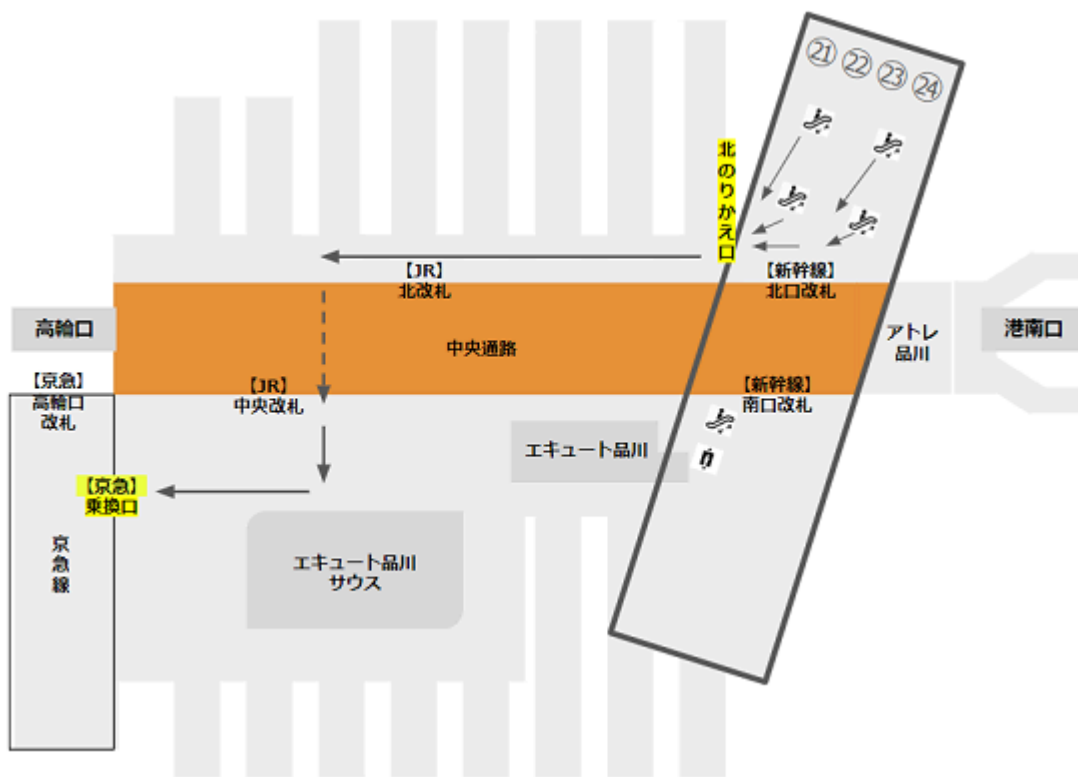 ㉑ ㉒ ㉓ ㉔
北のりかえ口
【JR】
北改札
【新幹線】
北口改札
高輪口
中央通路
アトレ
品川
港南口
【京急】
高輪口
改札
【JR】
中央改札
【新幹線】
南口改札
エキュート品川
【京急】
乗換口
京急線
エキュート品川
サウス